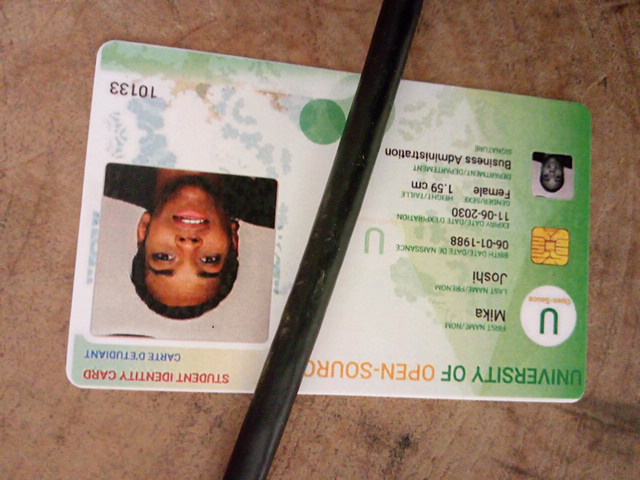 UNIVERSITY OF OPEN-SOURC
STUDENT IDENTITY CARD
CARTE D'ETUDIANT
U
Open-Souce
FIRST NAME/NOM
Mika
LAST NAME/PRENOM
Joshi
BIRTH DATE/DATE DE NAISSANCE
06-01-1988
EXPIRY DATE/DATE D'EXPIRATION
11-06-2030
GENDER/SEXE HEIGHT/TAILLE
Female 1.59 cm
DEPARTMENT/DEPARTEMENT
Business Administration
SIGNATURE
U
10133